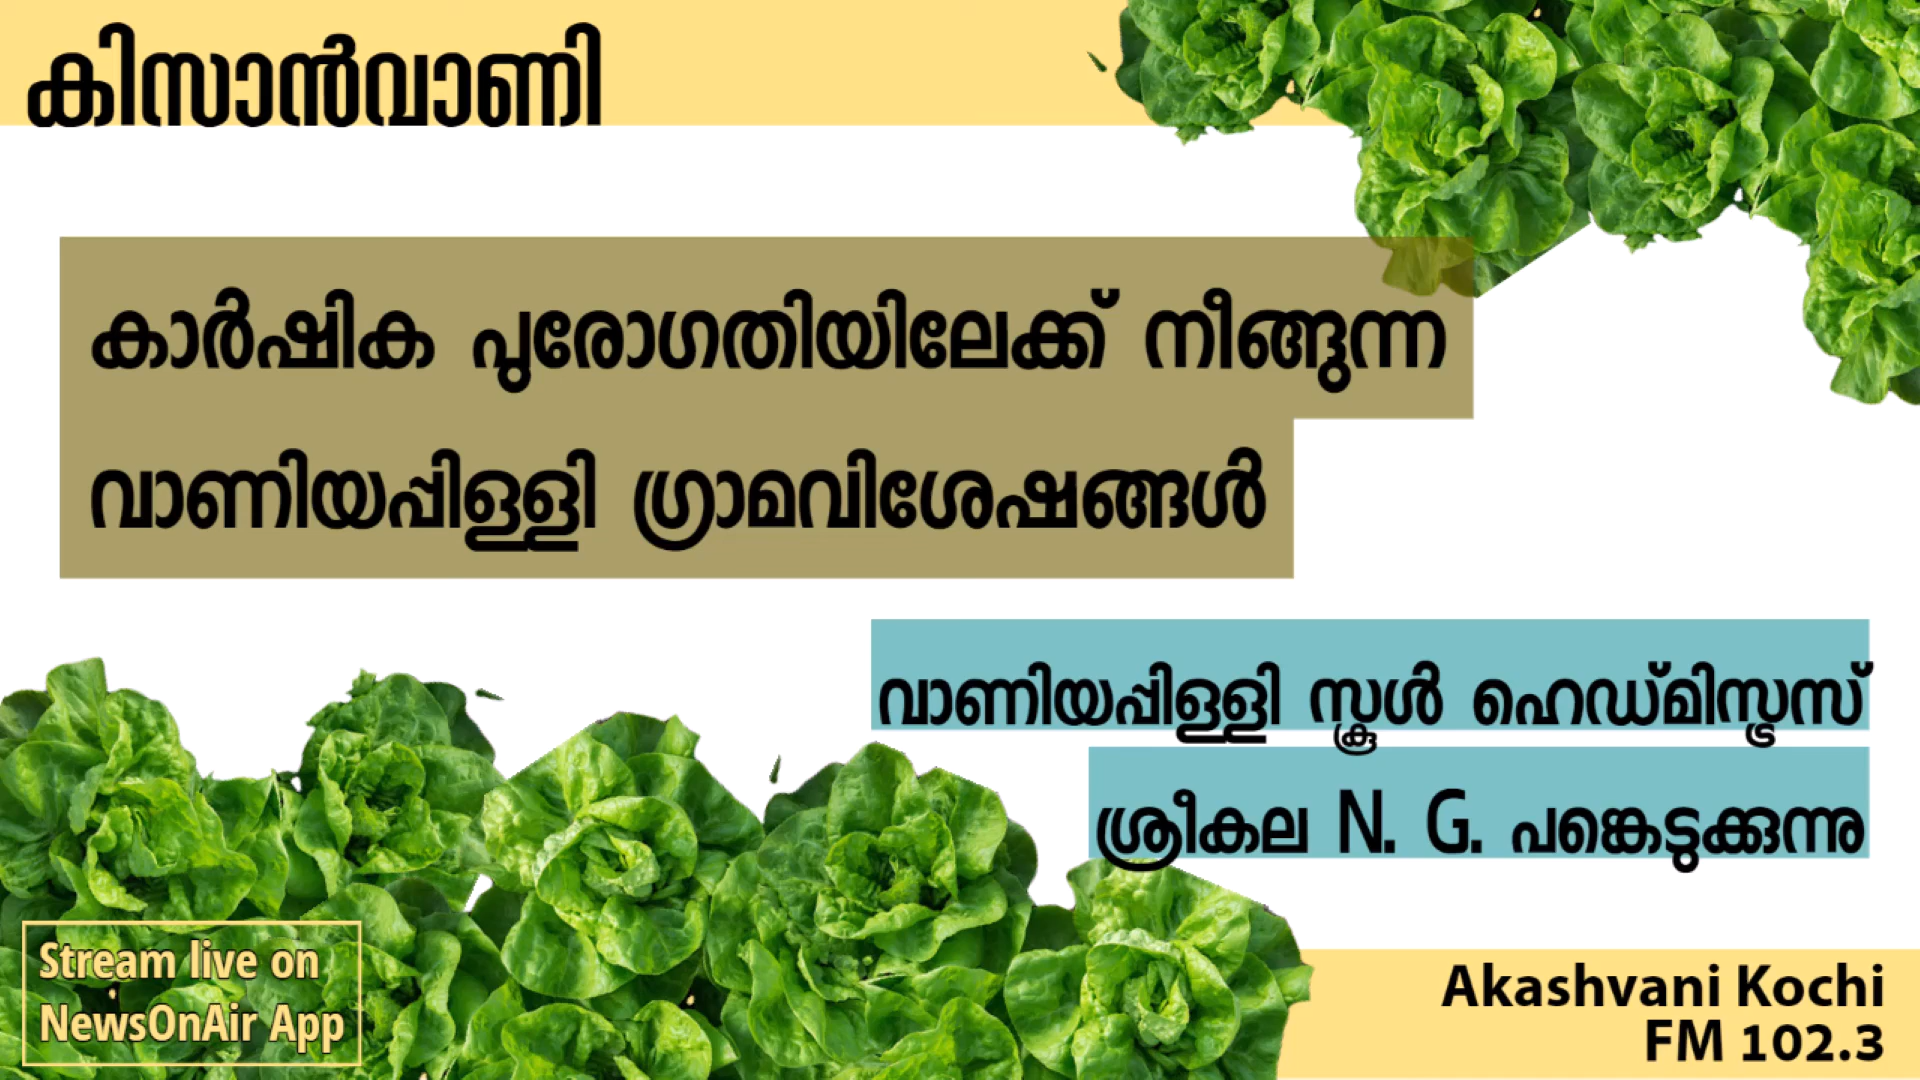 കിസാൻവാണി
കാർഷിക പുരോഗതിയിലേക്ക് നീങ്ങുന്ന
വാണിയപ്പിള്ളി ഗ്രാമവിശേഷങ്ങൾ
വാണിയപ്പിള്ളി സ്കൂൾ ഹെഡ്മിസ്ട്രസ്
ശ്രീകല N. G. പങ്കെടുക്കുന്നു
Stream live on
NewsOnAir App
Akashvani Kochi
FM 102.3